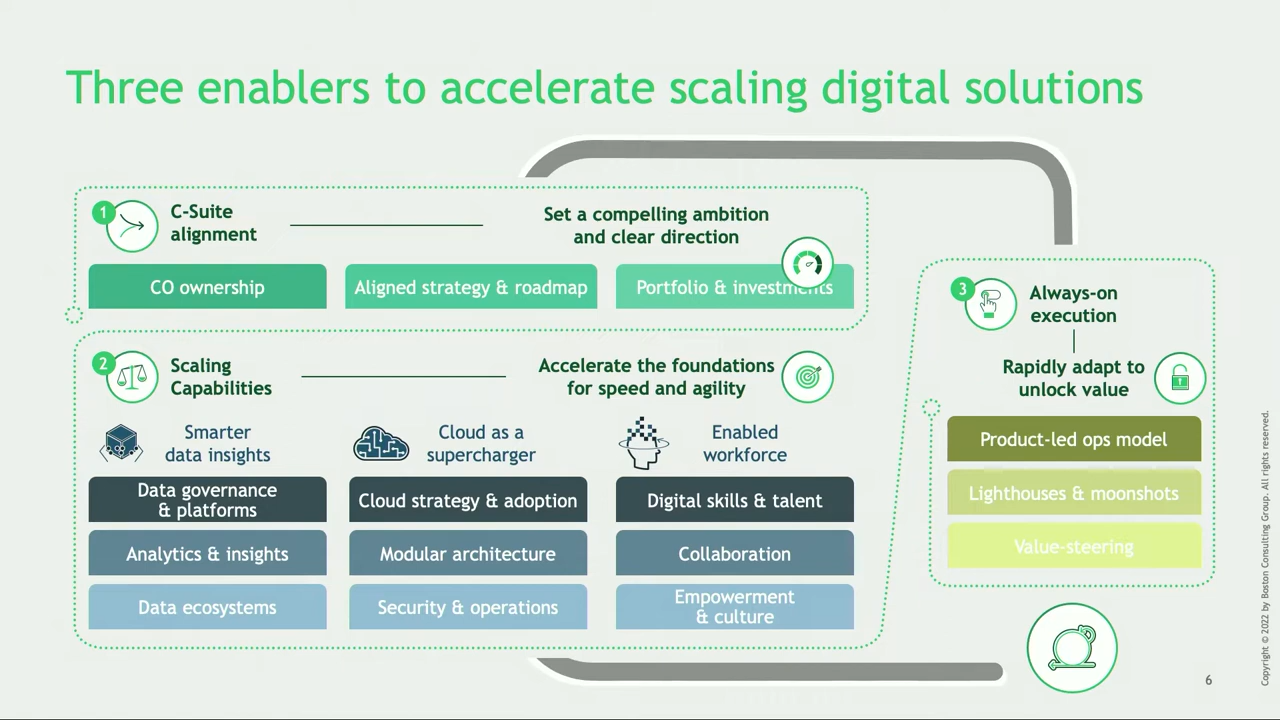 Three enablers to accelerate scaling digital solutions
1
C-Suite
alignment
Set a compelling ambition
and clear direction
CO ownership
Aligned strategy & roadmap
Portfolio & investments
2
Scaling
Capabilities
Accelerate the foundations
for speed and agility
Smarter
data insights
Cloud as a
supercharger
Enabled
workforce
Data governance
& platforms
Cloud strategy & adoption
Digital skills & talent
Analytics & insights
Modular architecture
Collaboration
Data ecosystems
Security & operations
Empowerment
& culture
3
Always-on
execution
Rapidly adapt to
unlock value
Product-led ops model
Lighthouses & moonshots
Value-steering
6
Copyright © 2022 by Boston Consulting Group. All rights reserved.